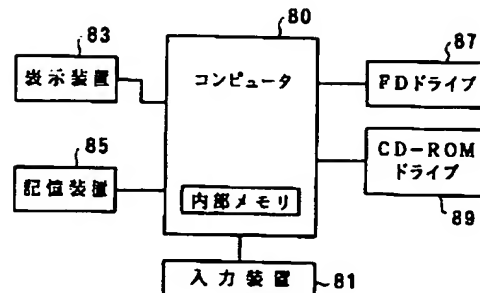 80
83
87
表示装置
コンピュータ
FDドライブ
85
CD-ROM
ドライブ
記位装置
内部メモリ
89
入力装置
81